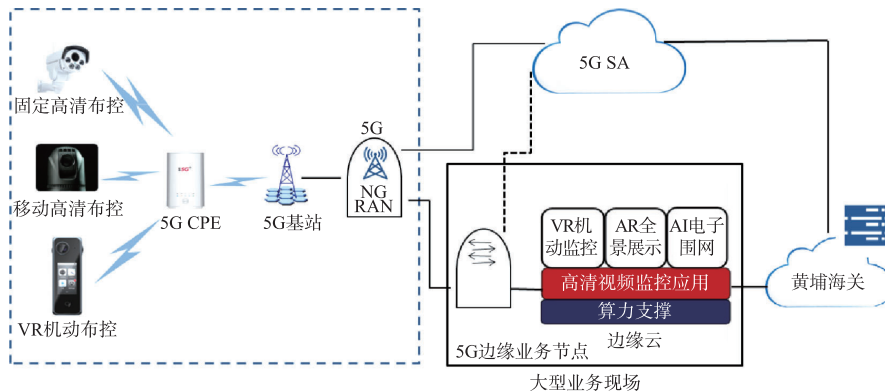 固定高清布控
移动高清布控
VR机动布控
5G CPE
5G基站
5G
NG
RAN
5G SA
VR机
动监控
AR全
景展示
AI电子
围网
高清视频监控应用
算力支撑
边缘云
5G边缘业务节点
大型业务现场
黄埔海关